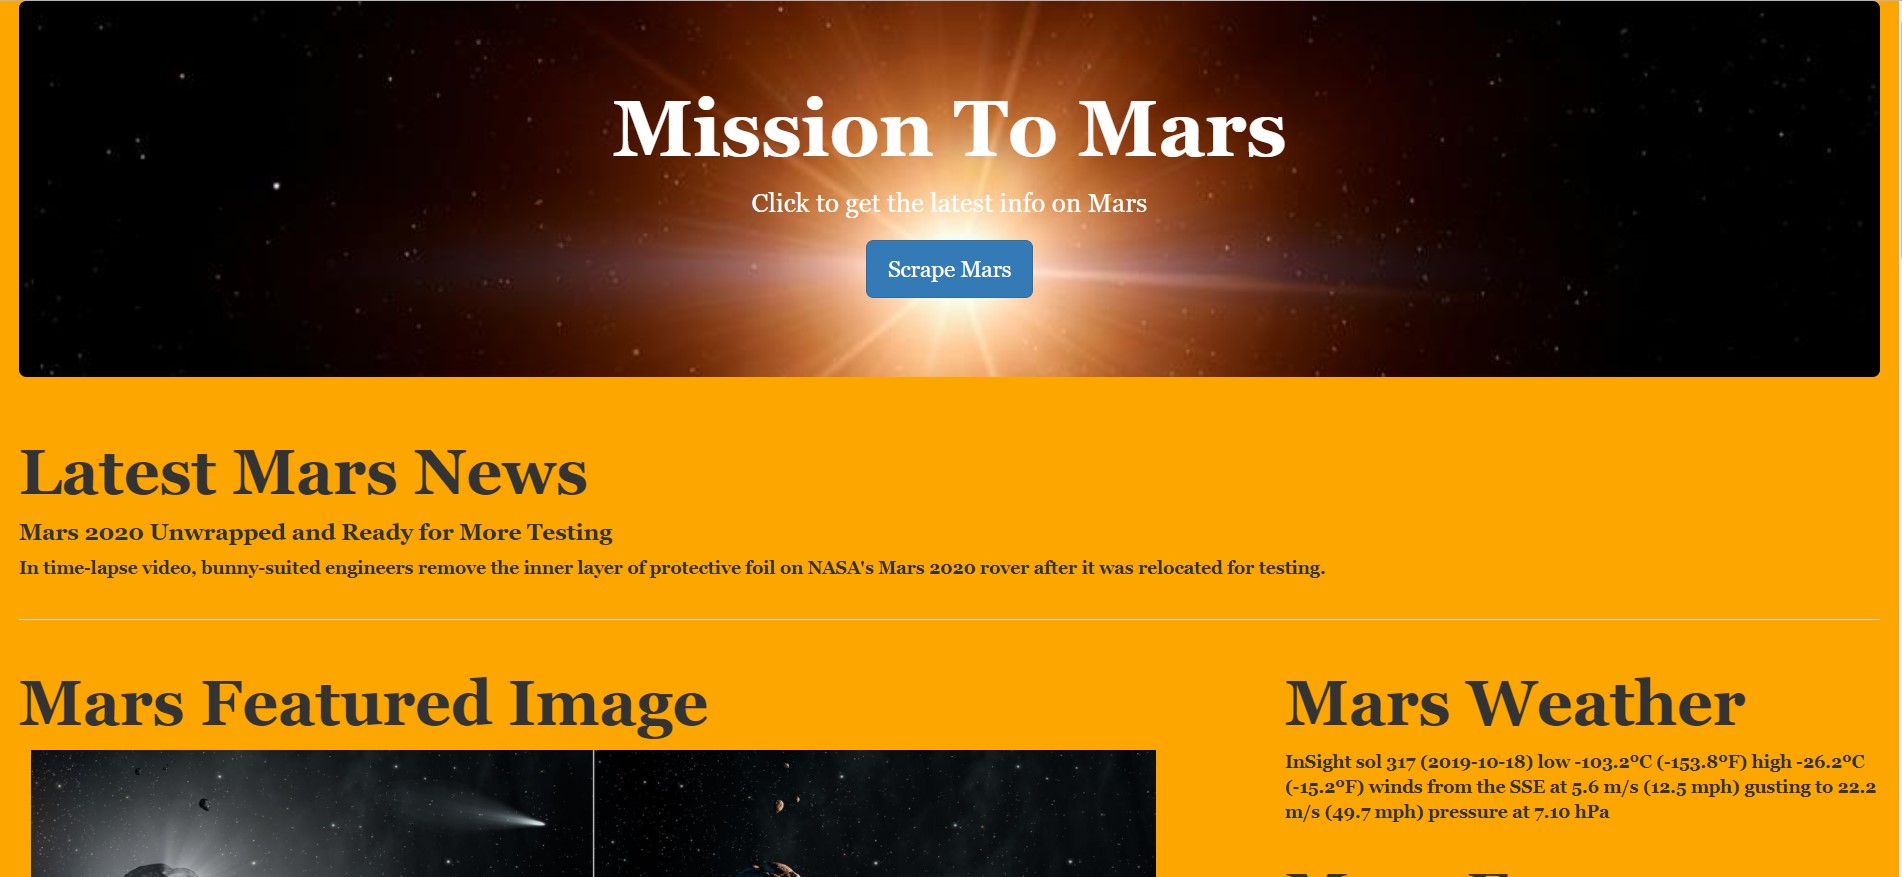 Mission To Mars
Click to get the latest info on Mars
Scrape Mars
Latest Mars News
Mars 2020 Unwrapped and Ready for More Testing
In time-lapse video, bunny-suited engineers remove the inner layer of protective foil on NASA's Mars 2020 rover after it was relocated for testing.
Mars Featured Image
Mars Weather
InSight sol 317 (2019-10-18) low -103.2ºC (-153.8ºF) high -26.2ºC
(-15.2ºF) winds from the SSE at 5.6 m/s (12.5 mph) gusting to 22.2
m/s (49.7 mph) pressure at 7.10 hPa